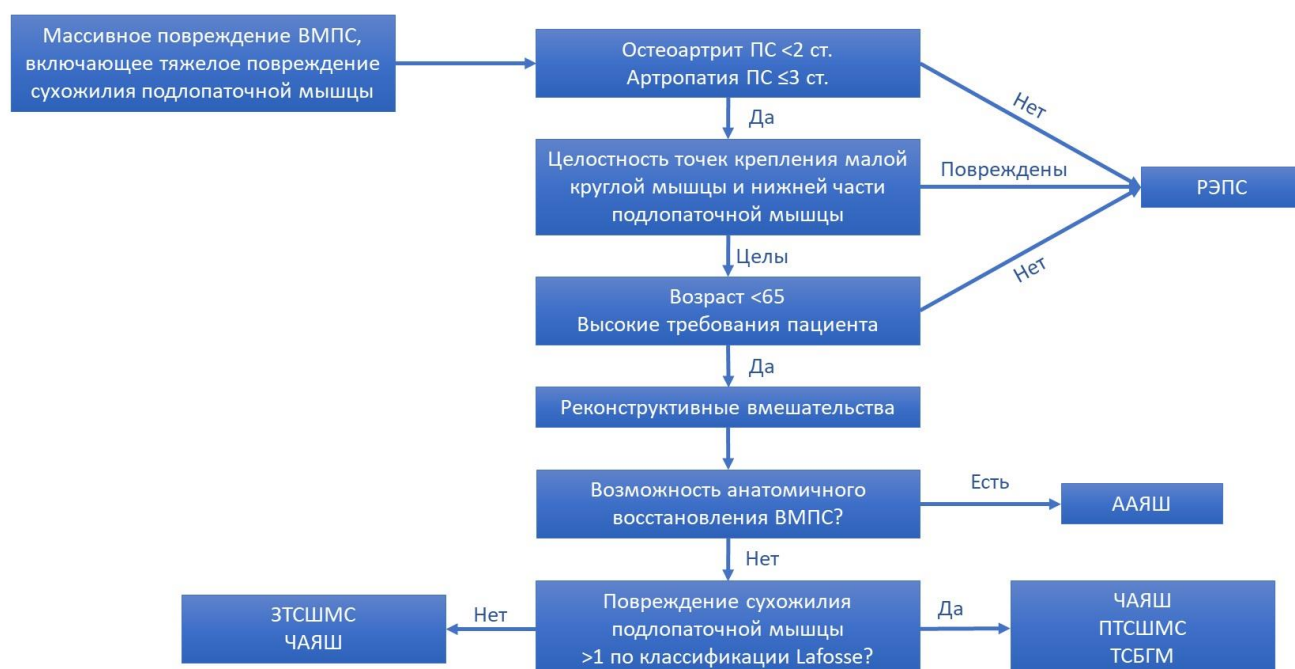 Массивное повреждение ВМПС,
включающее тяжелое повреждение
сухожилия подлопаточной мышцы
Остеоартрит ПС <2 ст.
Артропатия ПС ≤3 ст.
Нет
Да
Целостность точек крепления малой
круглой мышцы и нижней части
подлопаточной мышцы
Повреждены
РЭПС
Целы
Нет
Возраст <65
Высокие требования пациента
Да
Реконструктивные вмешательства
Возможность анатомичного
восстановления ВМПС?
Есть
ААЯШ
Нет
Повреждение сухожилия
подлопаточной мышцы
>1 по классификации Lafosse?
Нет
ЗТСШМС
ЧАЯШ
Да
ЧАЯШ
ПТСШМС
ТСБГМ